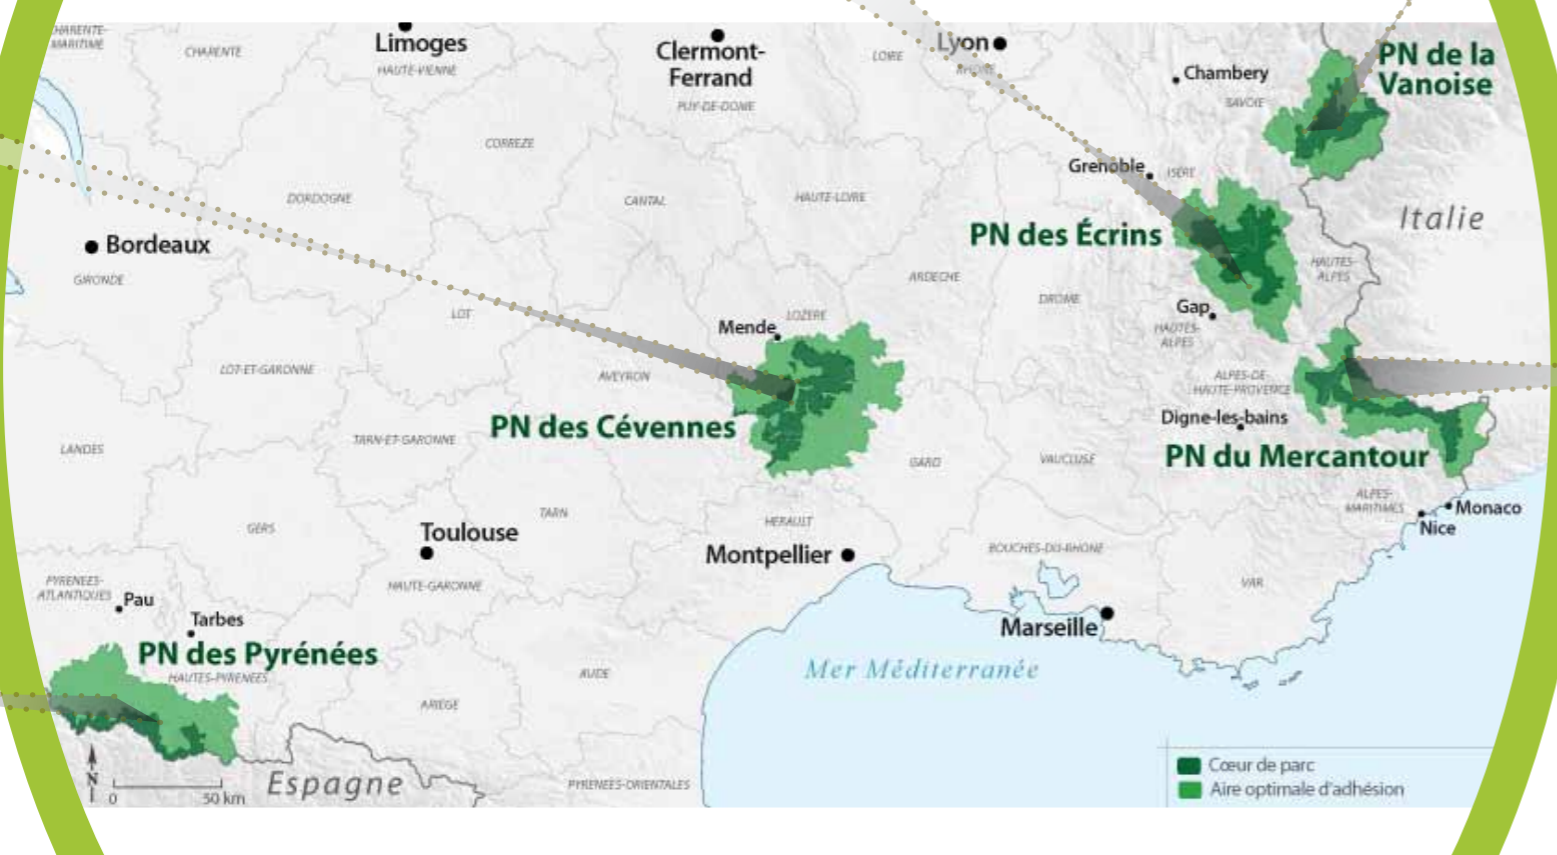 CHARENTE-
MARITIME
CHARENTE
Limoges
HAUTE-VIENNE
Clermont-
Ferrand
PUY-DE-DOME
LOIRE
Lyon
RHÔNE
Chambery
SAVOIE
PN de la
Vanoise
CORREZE
Grenoble
ISÈRE
DORDOGNE
CANTAL
HAUTE-LOIRE
Italie
PN des Écrins
Bordeaux
GIRONDE
ARDECHE
HAUTES-
ALPES
DROME
LOT
Mende
LOZERE
Gap
HAUTES-
ALPES
LOT-ET-GARONNE
AVEYRON
ALPES-DE-
HAUTE-PROVENCE
Digne-les-bains
PN des Cévennes
LANDES
TARN-ET-GARONNE
GARD
VAUCLUSE
PN du Mercantour
ALPES-
MARITIMES
Monaco
Nice
GERS
Toulouse
TARN
HERAULT
Montpellier
BOUCHES-DU-RHONE
PYRENEES-
ATLANTIQUES
Pau
HAUTE-GARONNE
VAR
Tarbes
Marseille
PN des Pyrénées
HAUTES-PYRENEES
AUDE
Mer Méditerranée
ARIEGE
N
0
50 km
Espagne
PYRENEES-ORIENTALES
Cœur de parc
Aire optimale d'adhésion